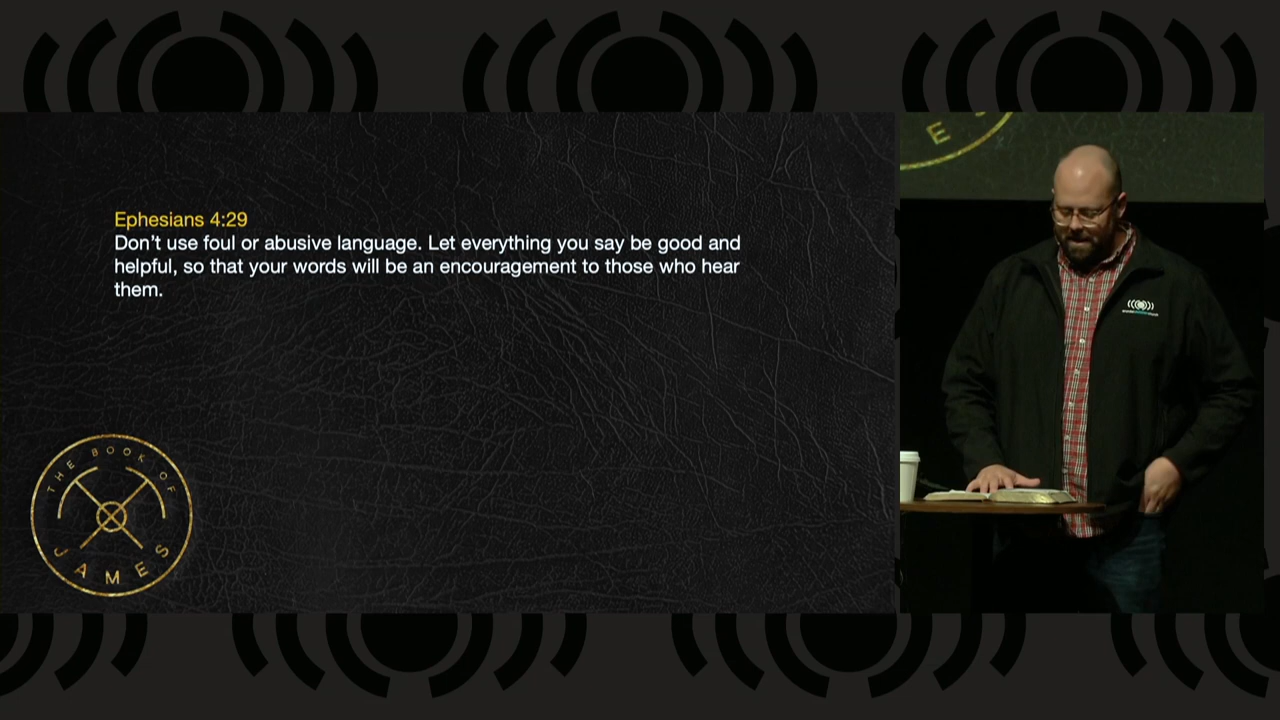 Ephesians 4:29
Don’t use foul or abusive language. Let everything you say be good and
helpful, so that your words will be an encouragement to those who hear
them.
THE BOOK OF
JAMES
E S